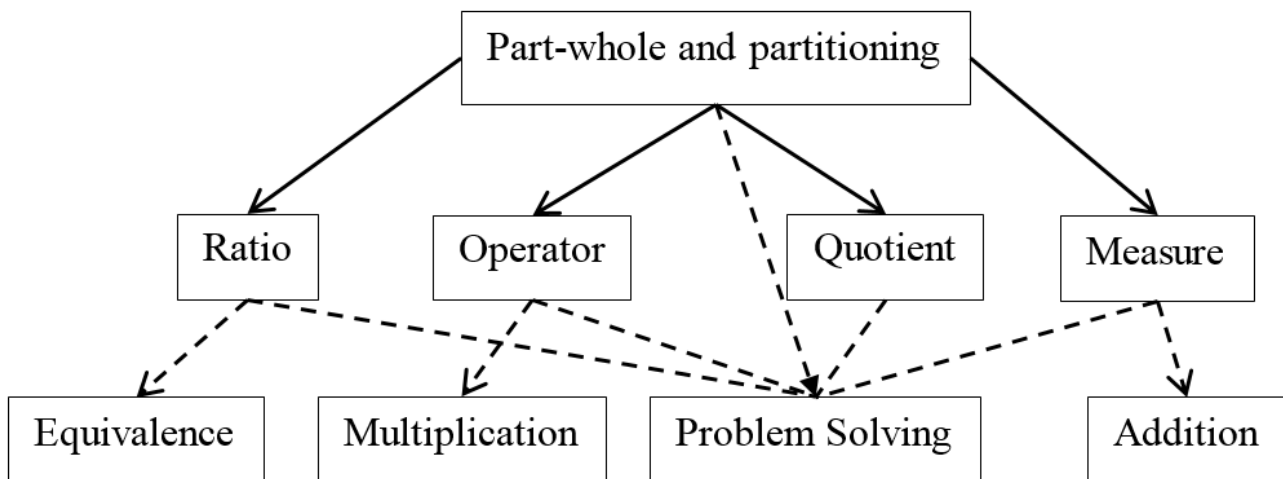 Part-whole and partitioning
Ratio
Operator
Quotient
Measure
Equivalence
Multiplication
Problem Solving
Addition